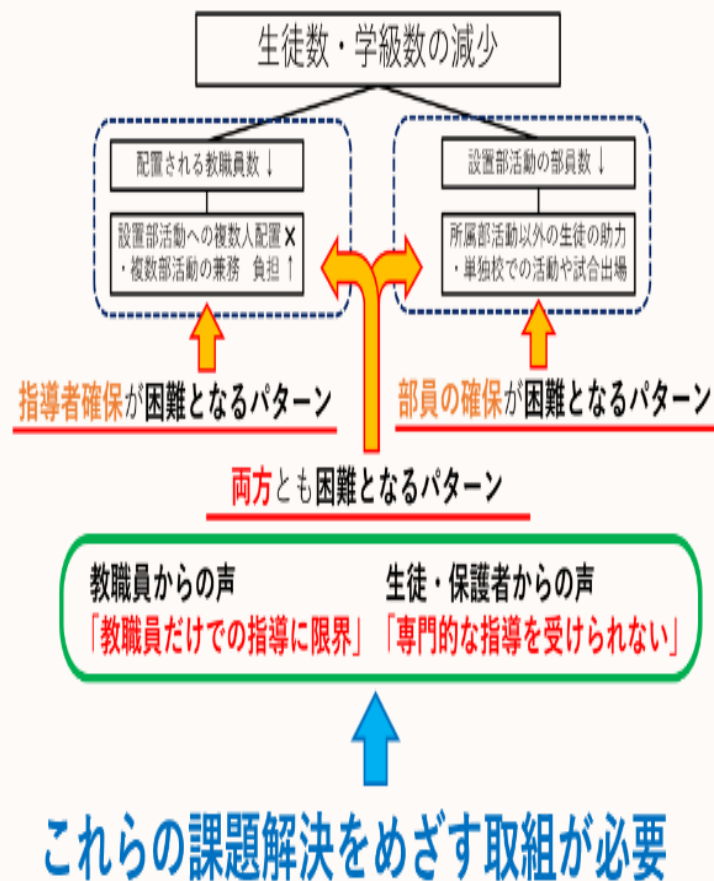 生徒数・学級数の減少
配置される教職員数↓
設置部活動への複数人配置×
・複数部活動の兼務 負担↑
設置部活動の部員数↓
所属部活動以外の生徒の助力
・単独校での活動や試合出場
指導者確保が困難となるパターン
部員の確保が困難となるパターン
両方とも困難となるパターン
教職員からの声
「教職員だけでの指導に限界」
生徒・保護者からの声
「専門的な指導を受けられない」
これらの課題解決をめざす取組が必要